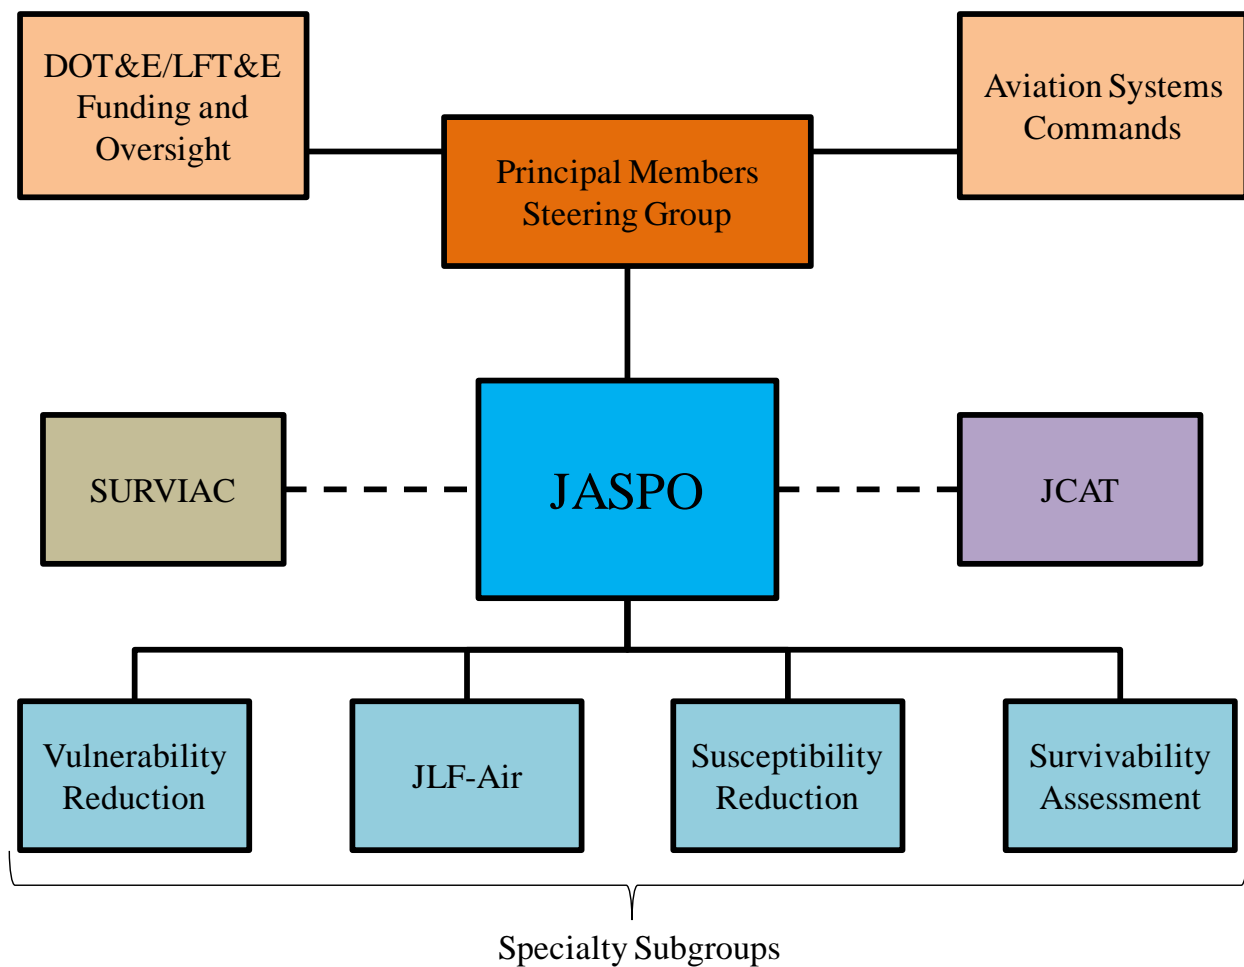 DOT&E/LFT&E
Funding and
Oversight
Principal Members
Steering Group
Aviation Systems
Commands
SURVIAC
JASPO
JCAT
Vulnerability
Reduction
JLF-Air
Susceptibility
Reduction
Survivability
Assessment
Specialty Subgroups